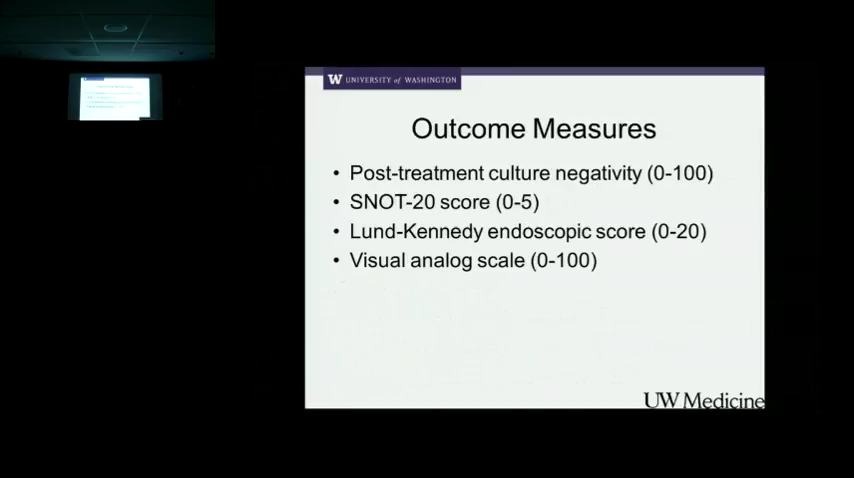 W UNIVERSITY of WASHINGTON
Outcome Measures
• Post-treatment culture negativity (0-100)
• SNOT-20 score (0-5)
• Lund-Kennedy endoscopic score (0-20)
• Visual analog scale (0-100)
UW Medicine